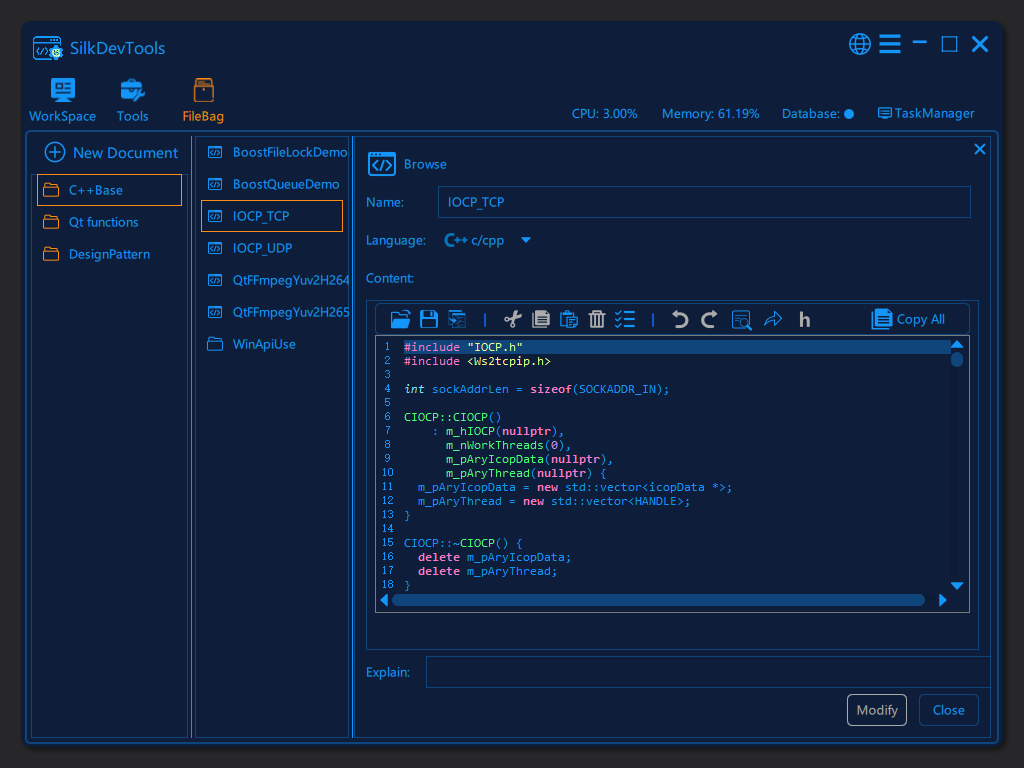 SilkDevTools
WorkSpace
Tools
FileBag
CPU: 3.00%
Memory: 61.19%
Database:
TaskManager
New Document
C++Base
Qt functions
DesignPattern
BoostFileLockDemo
BoostQueueDemo
IOCP_TCP
IOCP_UDP
QtFFmpegYuv2H264
QtFFmpegYuv2H265
WinApiUse
Browse
Name: IOCP_TCP
Language: C++ c/cpp
Content:
h
Copy All
1 #include "IOCP.h"
2 #include <Ws2tcpip.h>
3
4 int sockAddrLen = sizeof(SOCKADDR_IN);
5
6 CIOCP::CIOCP()
7 : m_hIOCP(nullptr),
8 m_nWorkThreads(0),
9 m_pAryIcopData(nullptr),
10 m_pAryThread(nullptr) {
11 m_pAryIcopData = new std::vector<icopData *>;
12 m_pAryThread = new std::vector<HANDLE>;
13 }
14
15 CIOCP::~CIOCP() {
16 delete m_pAryIcopData;
17 delete m_pAryThread;
18 }
Explain:
Modify
Close